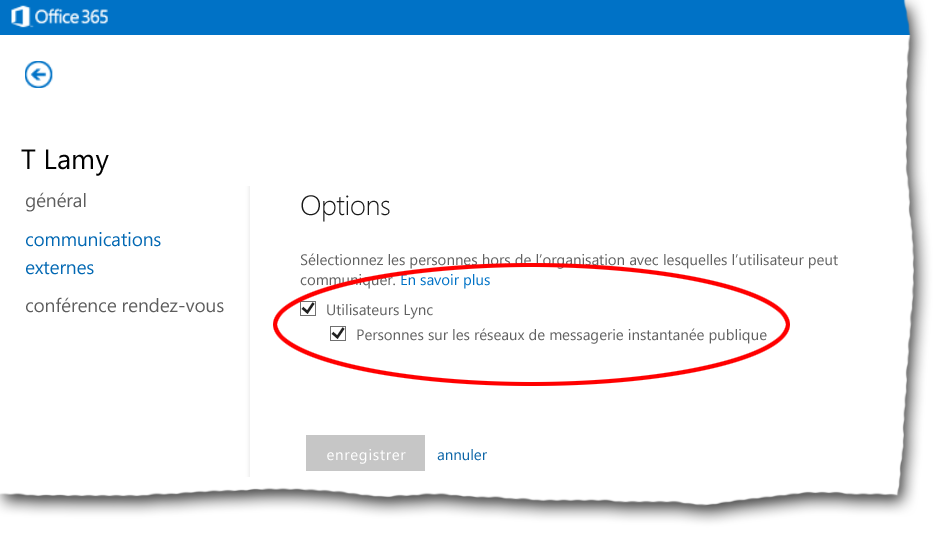 Office 365
T Lamy
général
communications
externes
conférence rendez-vous
Options
Sélectionnez les personnes hors de l'organisation avec lesquelles l'utilisateur peut
communiquer. En savoir plus
Utilisateurs Lync
Personnes sur les réseaux de messagerie instantanée publique
enregistrer annuler